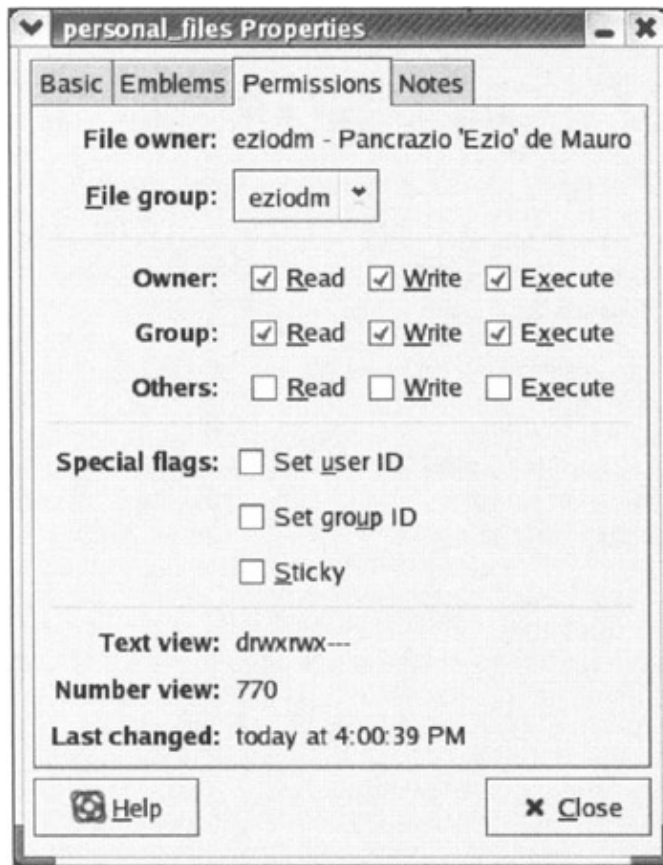 personal_files Properties
Basic Emblems Permissions Notes
File owner: eziodm - Pancrazio 'Ezio' de Mauro
File group: eziodm
Owner: Read Write Execute
Group: Read Write Execute
Others: Read Write Execute
Special flags: Set user ID
Set group ID
Sticky
Text view: drwxrwx---
Number view: 770
Last changed: today at 4:00:39 PM
Help Close